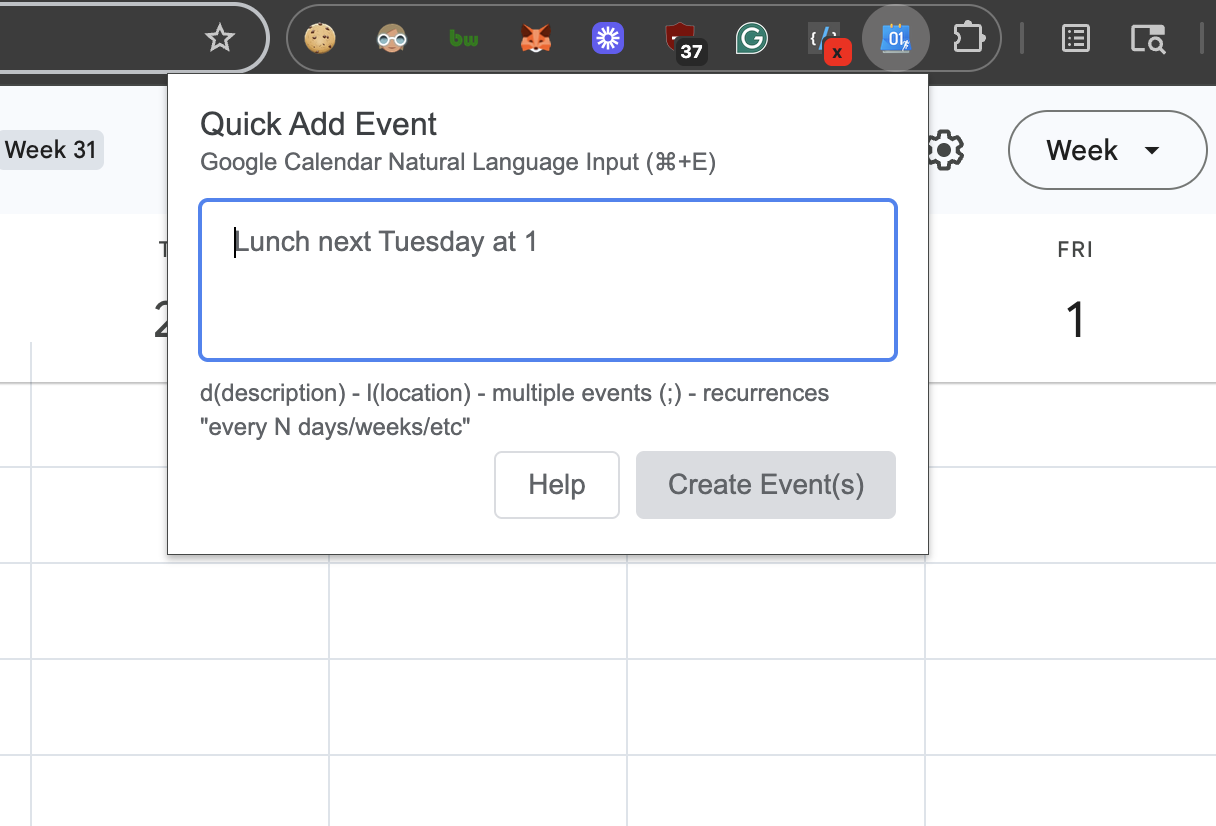 bw
37
x
01
Quick Add Event
Google Calendar Natural Language Input (⌘+E)
Week 31
Week
Lunch next Tuesday at 1
T
FRI
2
1
d(description) - l(location) - multiple events (;) - recurrences
"every N days/weeks/etc"
Help
Create Event(s)